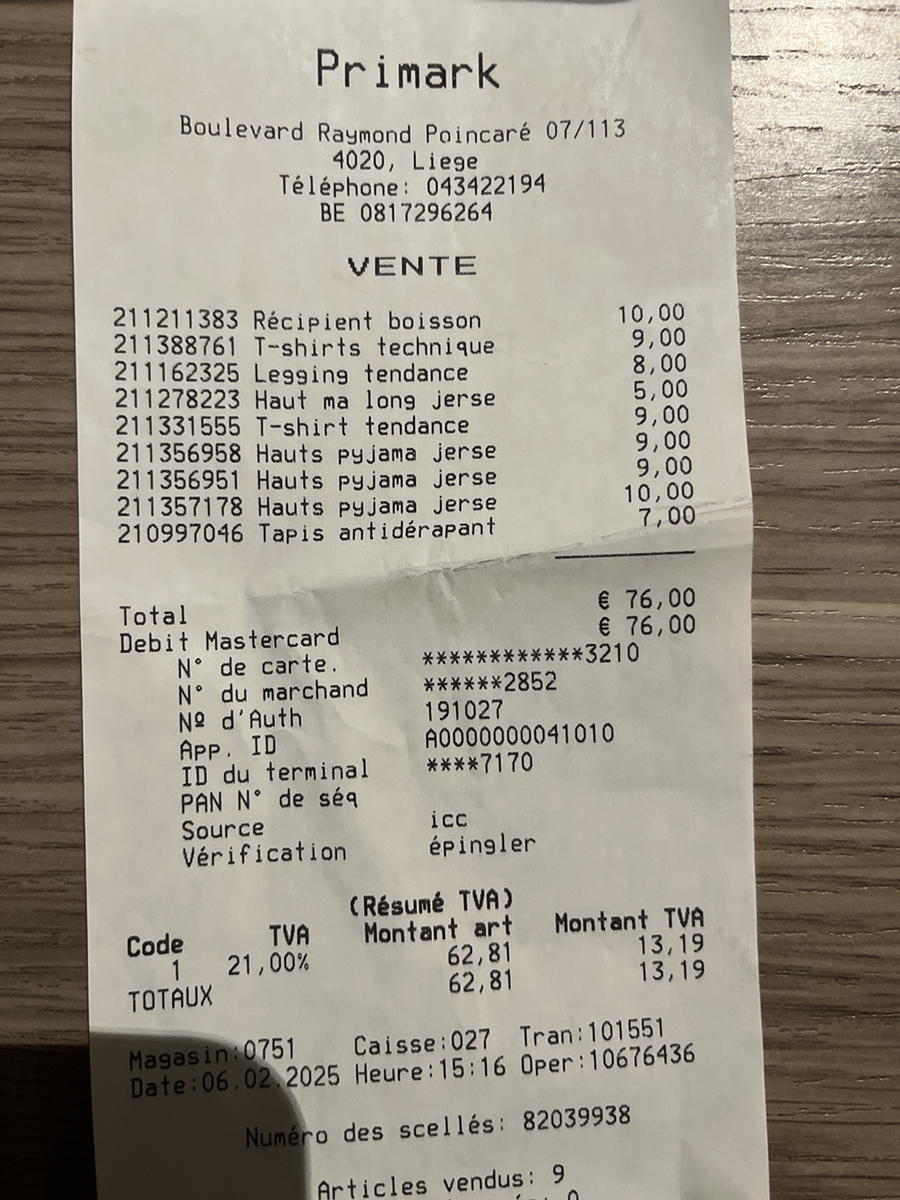 Primark
Boulevard Raymond Poincaré 07/113
4020, Liege
Téléphone: 043422194
BE 0817296264
VENTE
211211383 Récipient boisson 10,00
211388761 T-shirts technique 9,00
211162325 Legging tendance 8,00
211278223 Haut ma long jerse 5,00
211331555 T-shirt tendance 9,00
211356958 Hauts pyjama jerse 9,00
211356951 Hauts pyjama jerse 9,00
211357178 Hauts pyjama jerse 10,00
210997046 Tapis antidérapant 7,00
Total € 76,00
Debit Mastercard € 76,00
N° de carte. ************3210
N° du marchand ******2852
Nº d'Auth 191027
App. ID A0000000041010
ID du terminal ****7170
PAN N° de séq
Source icc
Vérification épingler
(Résumé TVA)
Code TVA Montant art Montant TVA
1 21,00% 62,81 13,19
TOTAUX 62,81 13,19
Magasin:0751 Caisse:027 Tran:101551
Date:06.02.2025 Heure:15:16 Oper:10676436
Numéro des scellés: 82039938
Articles vendus: 9